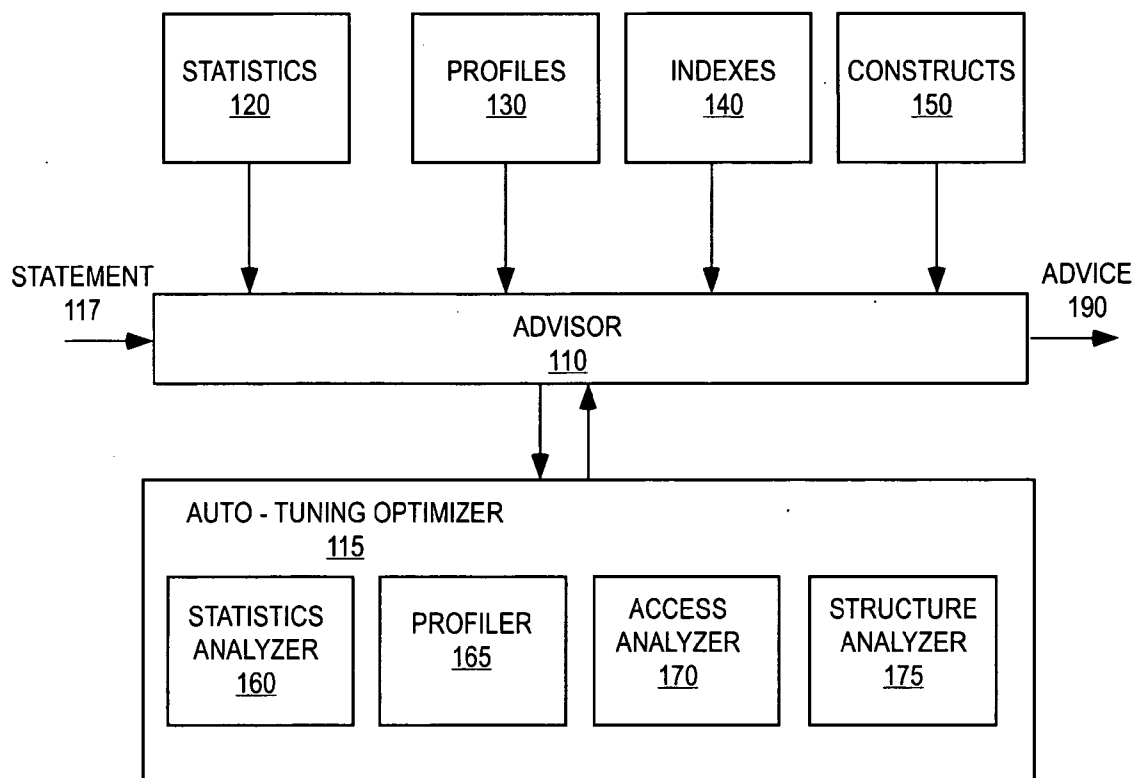 STATISTICS
120
PROFILES
130
INDEXES
140
CONSTRUCTS
150
STATEMENT
117
ADVISOR
110
ADVICE
190
AUTO - TUNING OPTIMIZER
115
STATISTICS
ANALYZER
160
PROFILER
165
ACCESS
ANALYZER
170
STRUCTURE
ANALYZER
175